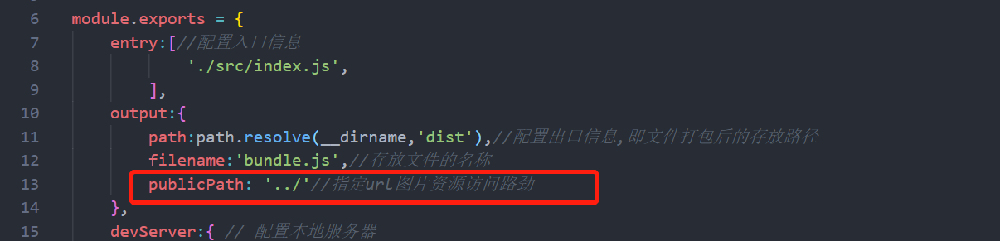 6 module.exports = {
7 entry:[//配置入口信息
8 './src/index.js',
9 ],
10 output:{
11 path:path.resolve(__dirname,'dist'),//配置出口信息,即文件打包后的存放路径
12 filename:'bundle.js',//存放文件的名称
13 publicPath: '../'//指定url图片资源访问路劲
14 },
15 devServer:{ // 配置本地服务器